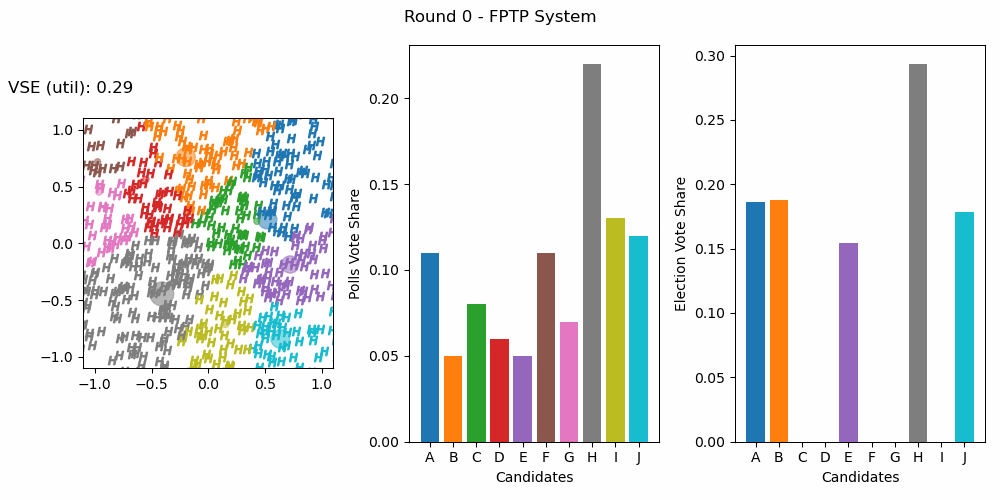 Round 0 - FPTP System
VSE (util): 0.29
1.0
0.5
0.0
−0.5
−1.0
−1.0 −0.5 0.0 0.5 1.0
Polls Vote Share
0.20
0.15
0.10
0.05
0.00
A B C D E F G H I J
Candidates
Election Vote Share
0.30
0.25
0.20
0.15
0.10
0.05
0.00
A B C D E F G H I J
Candidates